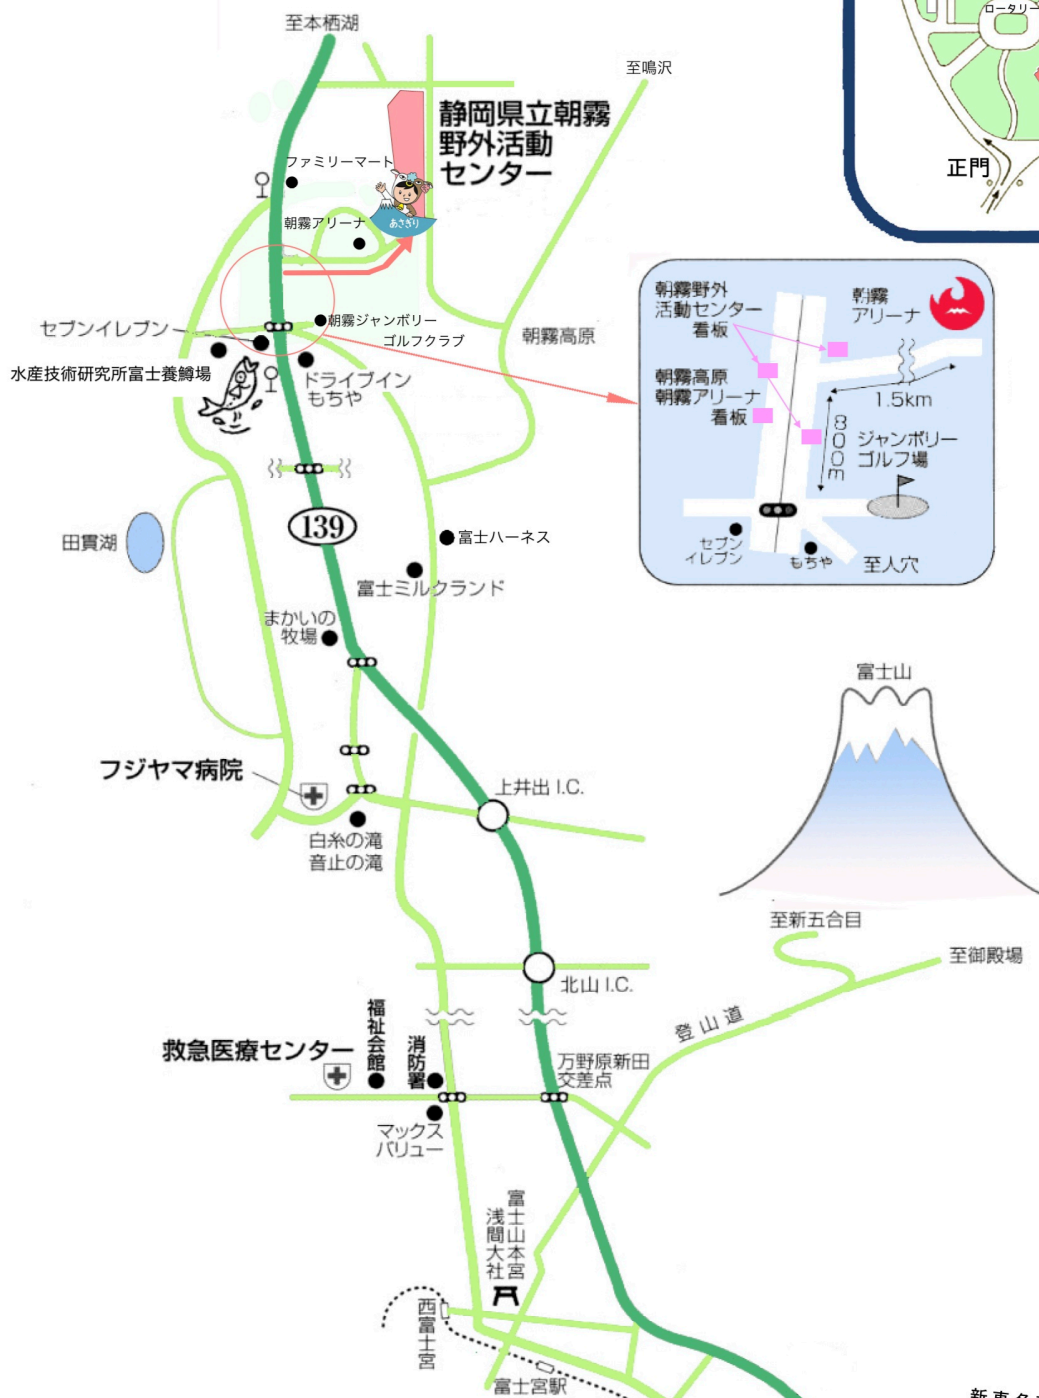 至本栖湖
ロータリー
正門
至鳴沢
静岡県立朝霧
野外活動
センター
ファミリーマート
朝霧アリーナ
あさぎり
セブンイレブン
朝霧ジャンボリー
ゴルフクラブ
朝霧高原
水産技術研究所富士養鱒場
ドライブイン
もちや
朝霧野外
活動センター
看板
朝霧
アリーナ
朝霧高原
朝霧アリーナ
看板
1.5km
800m
ジャンボリー
ゴルフ場
セブン
イレブン
もちや
至人穴
139
田貫湖
富士ハーネス
富士ミルクランド
まかいの
牧場
富士山
フジヤマ病院
上井出 I.C.
白糸の滝
音止の滝
至新五合目
至御殿場
北山 I.C.
登山道
救急医療センター
福祉会館
消防署
万野原新田
交差点
マックス
バリュー
富士山本宮
浅間大社
西富士宮
富士宮駅